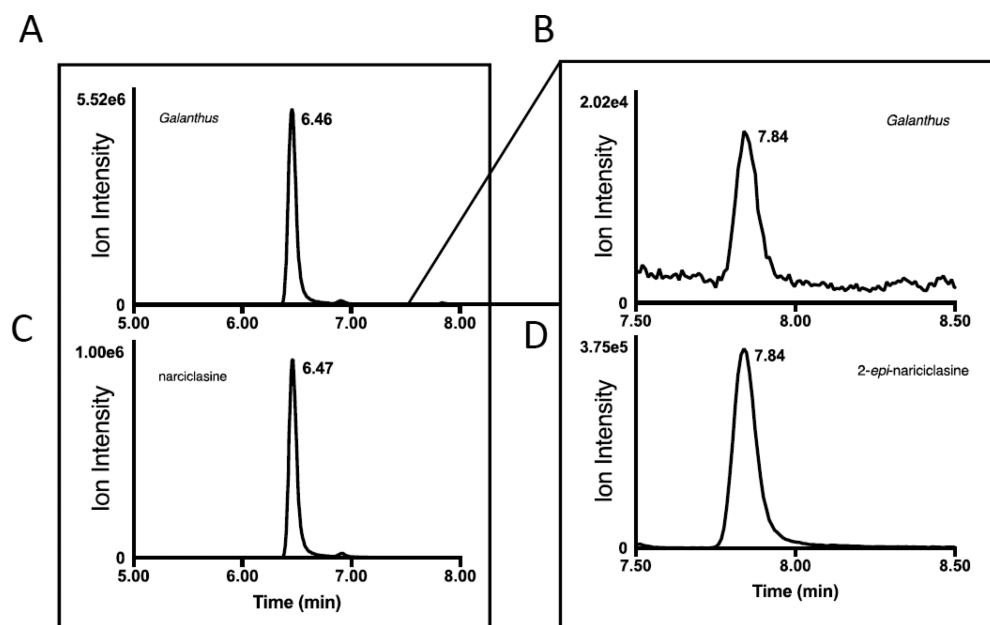 A
5.52e6
Galanthus
6.46
Ion Intensity
0
5.00 6.00 7.00 8.00
B
2.02e4
Galanthus
7.84
Ion Intensity
0
7.50 8.00 8.50
C
1.00e6
narciclasine
6.47
Ion Intensity
0
5.00 6.00 7.00 8.00
Time (min)
D
3.75e5
7.84
2-epi-nariciclasine
Ion Intensity
0
7.50 8.00 8.50
Time (min)